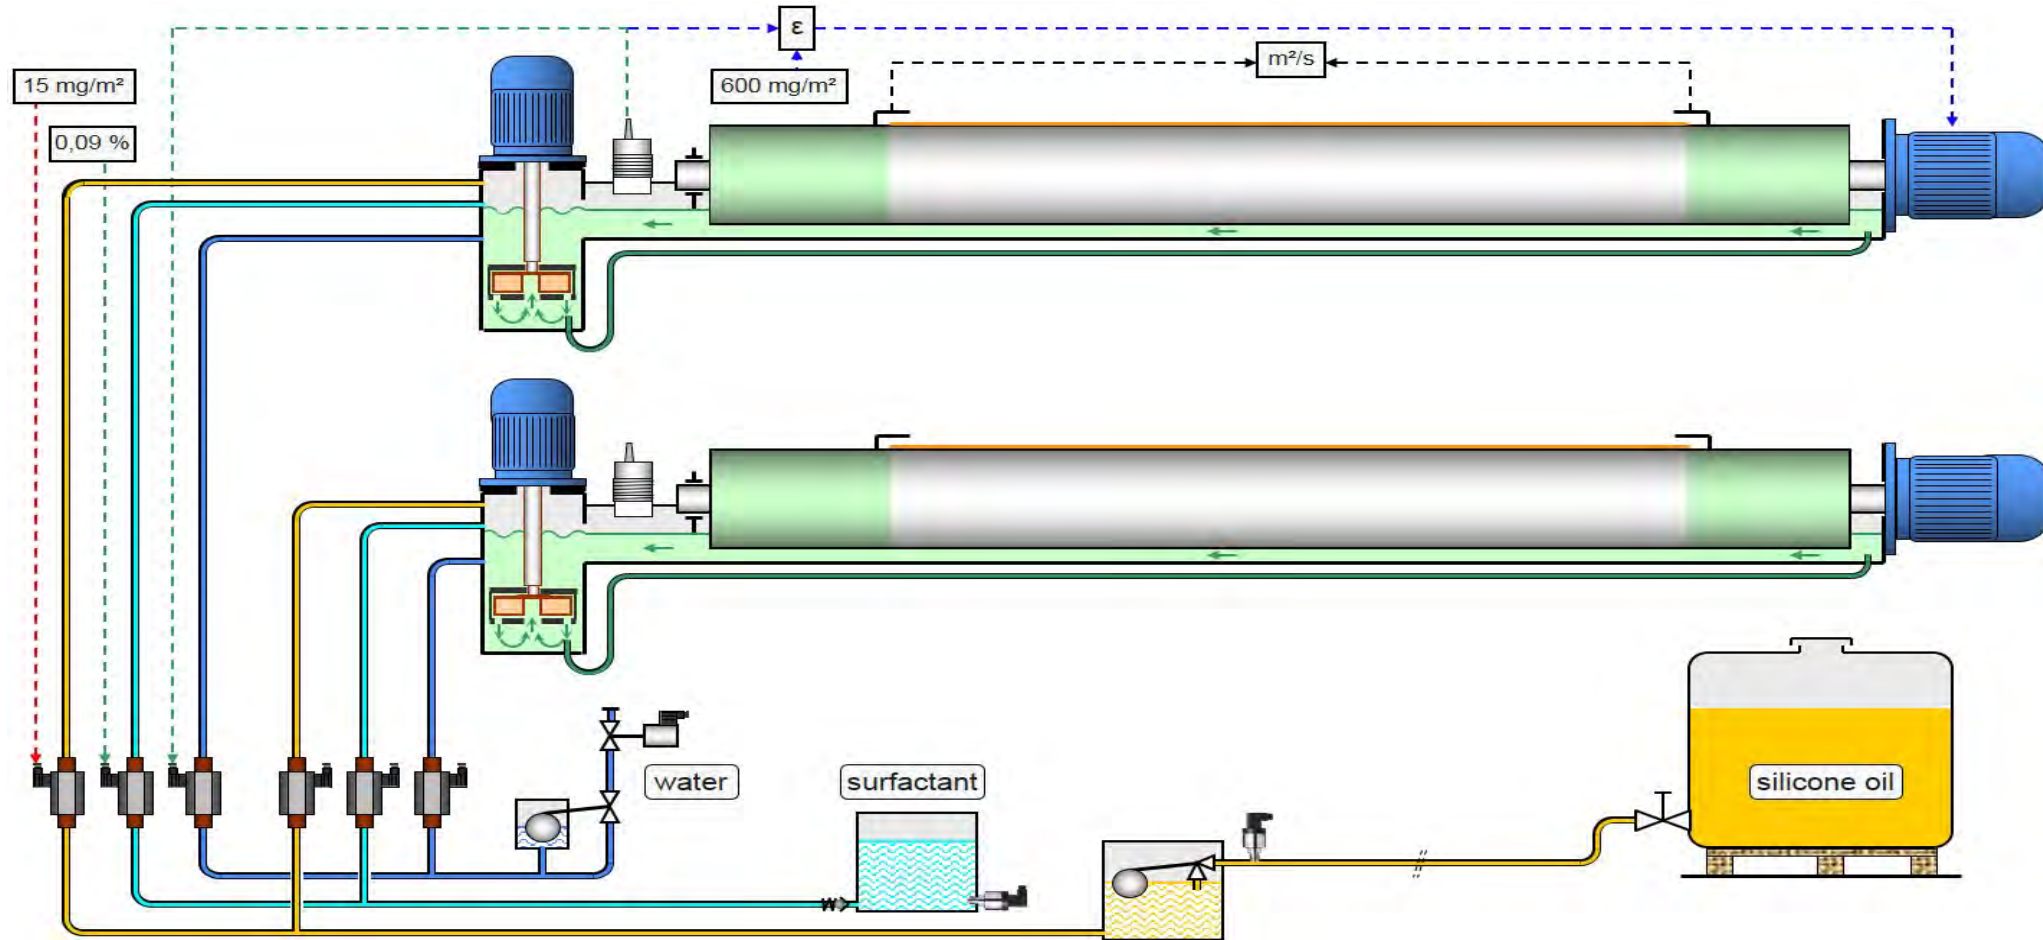 ε
m²/s
15 mg/m²
600 mg/m²
0,09 %
water
surfactant
silicone oil